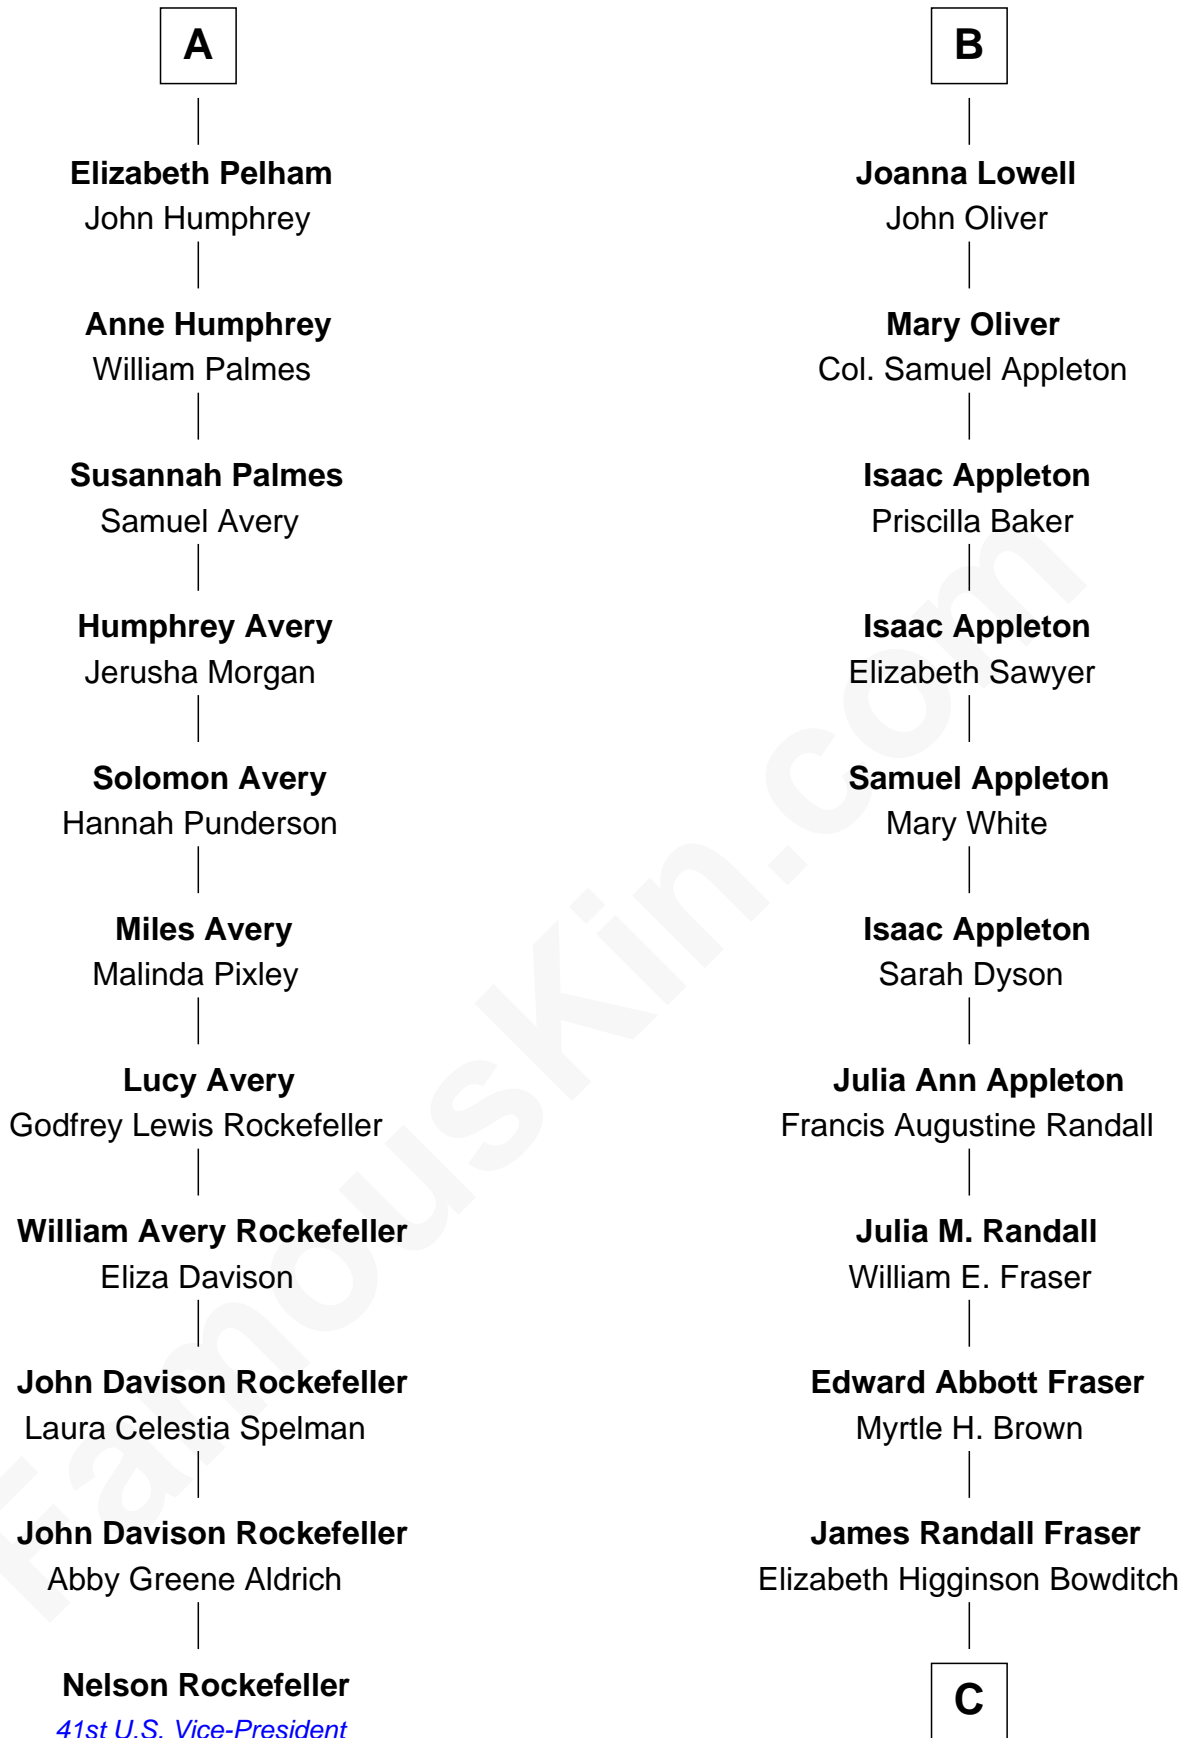 A
Elizabeth Pelham
John Humphrey
Anne Humphrey
William Palmes
Susannah Palmes
Samuel Avery
Humphrey Avery
Jerusha Morgan
Solomon Avery
Hannah Punderson
Miles Avery
Malinda Pixley
Lucy Avery
Godfrey Lewis Rockefeller
William Avery Rockefeller
Eliza Davison
John Davison Rockefeller
Laura Celestia Spelman
John Davison Rockefeller
Abby Greene Aldrich
Nelson Rockefeller
41st U.S. Vice-President
B
Joanna Lowell
John Oliver
Mary Oliver
Col. Samuel Appleton
Isaac Appleton
Priscilla Baker
Isaac Appleton
Elizabeth Sawyer
Samuel Appleton
Mary White
Isaac Appleton
Sarah Dyson
Julia Ann Appleton
Francis Augustine Randall
Julia M. Randall
William E. Fraser
Edward Abbott Fraser
Myrtle H. Brown
James Randall Fraser
Elizabeth Higginson Bowditch
C
FamousKin.com